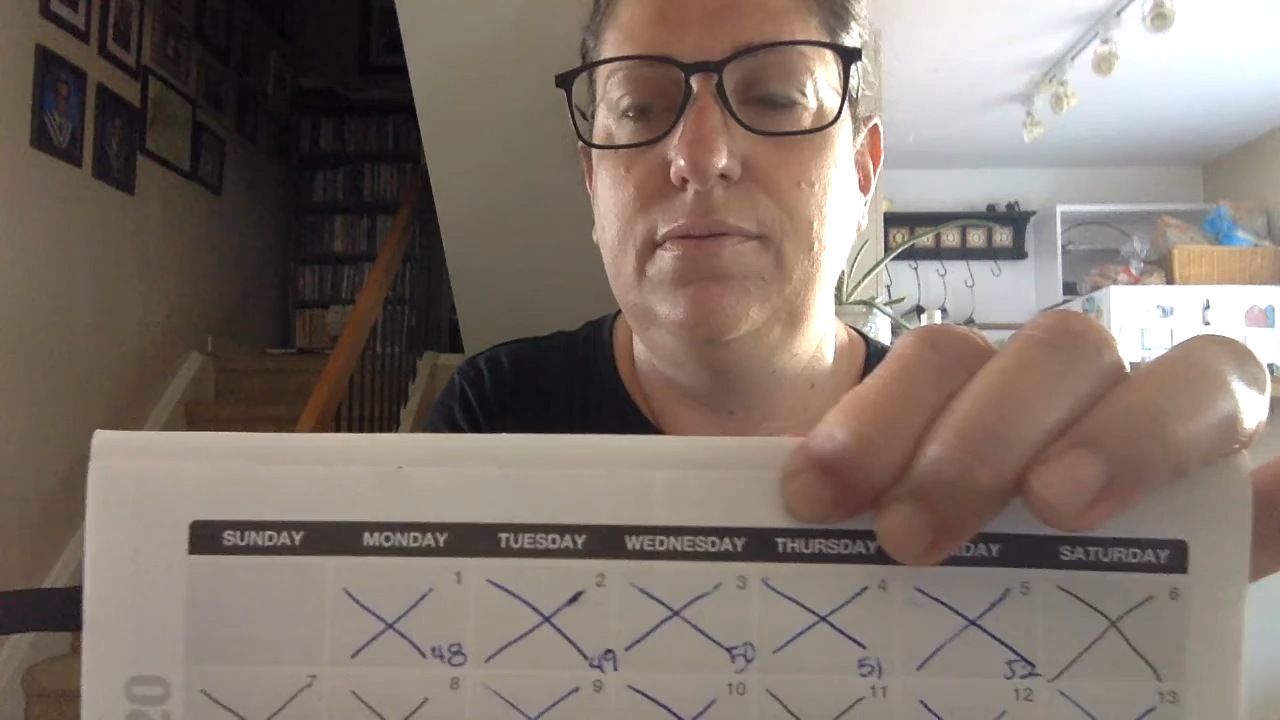 SUNDAY MONDAY TUESDAY WEDNESDAY THURSDAY IDAY SATURDAY
1 2 3 4 5 6
48 49 50 51 52
7 8 9 10 11 12 13
20